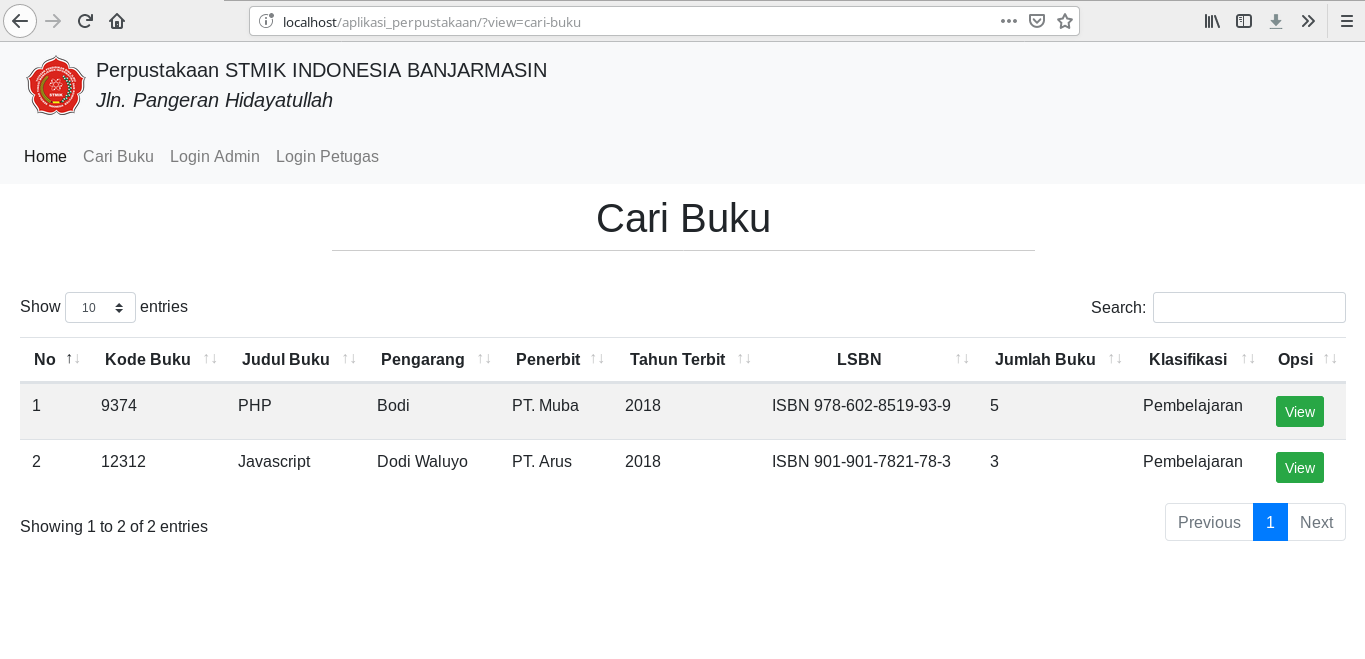 localhost/aplikasi_perpustakaan/?view=cari-buku
Perpustakaan STMIK INDONESIA BANJARMASIN
Jln. Pangeran Hidayatullah
STMIK
Home Cari Buku Login Admin Login Petugas
Cari Buku
Show 10 entries Search:
No Kode Buku Judul Buku Pengarang Penerbit Tahun Terbit LSBN Jumlah Buku Klasifikasi Opsi
1 9374 PHP Bodi PT. Muba 2018 ISBN 978-602-8519-93-9 5 Pembelajaran View
2 12312 Javascript Dodi Waluyo PT. Arus 2018 ISBN 901-901-7821-78-3 3 Pembelajaran View
Showing 1 to 2 of 2 entries Previous 1 Next